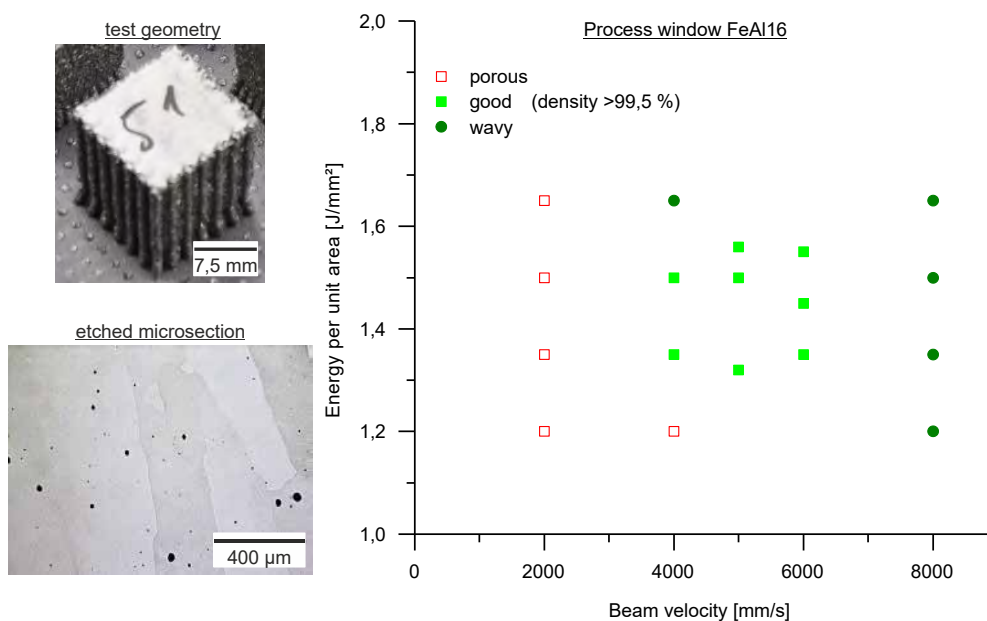 test geometry
51
7,5 mm
etched microsection
400 µm
Process window FeAl16
porous
good (density >99,5 %)
wavy
Energy per unit area [J/mm²]
2,0
1,8
1,6
1,4
1,2
1,0
0 2000 4000 6000 8000
Beam velocity [mm/s]